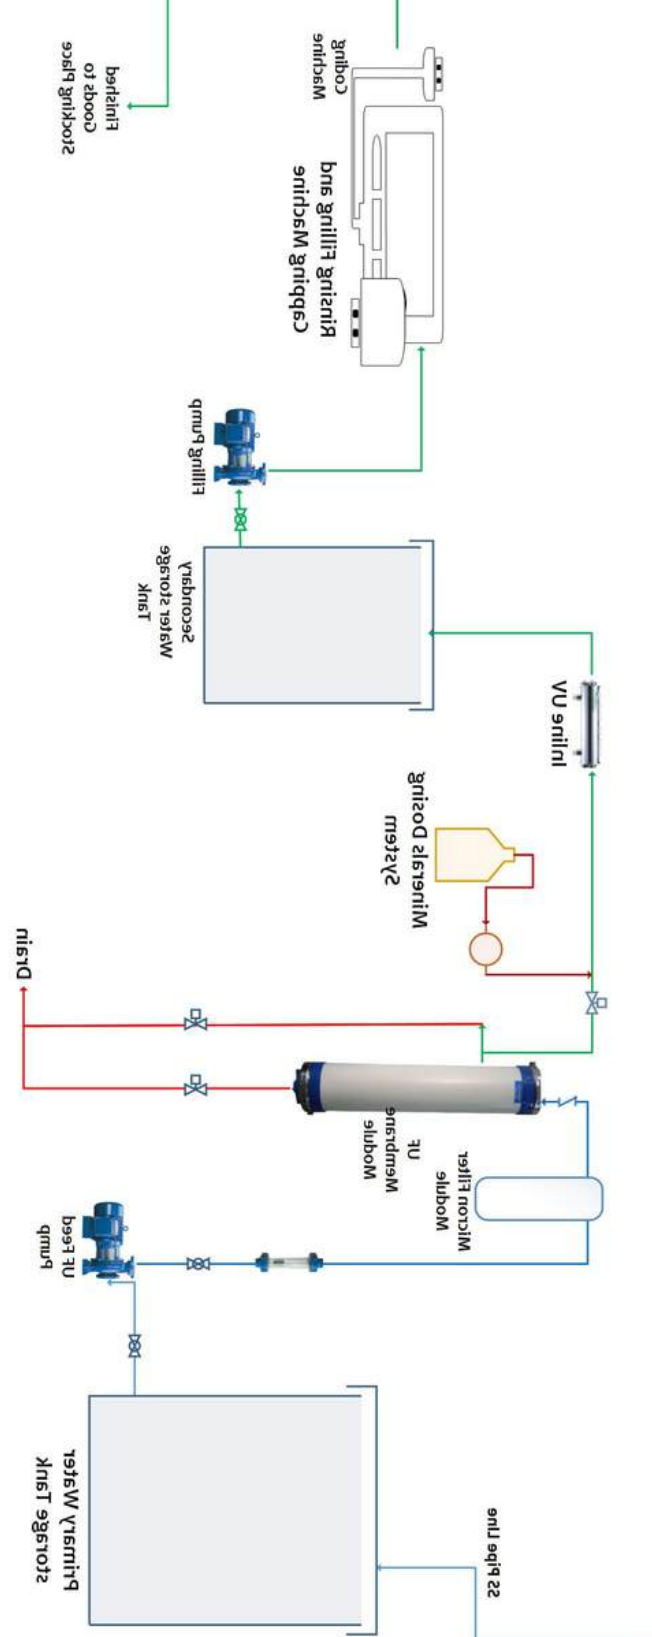 SS Pipe Line
Primary Water
storage Tank
UF Feed
Pump
Micron Filter
Module
UF
Membrane
Module
Drain
Minerals Dosing
System
Inline UV
Secondary
Water storage
Tank
Filling Pump
Rinsing Filling and
Capping Machine
Coding
Machine
Finished
Goods to
Stocking Place